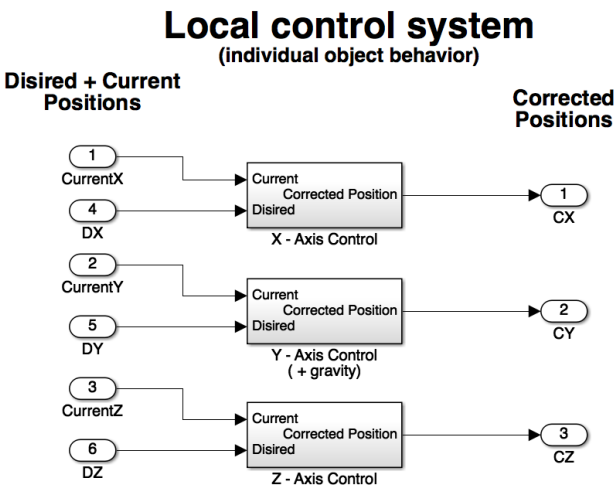 Local control system
(individual object behavior)
Disired + Current
Positions
Corrected
Positions
1
CurrentX
4
DX
Current
Corrected Position
Disired
X - Axis Control
1
CX
2
CurrentY
5
DY
Current
Corrected Position
Disired
Y - Axis Control
( + gravity)
2
CY
3
CurrentZ
6
DZ
Current
Corrected Position
Disired
Z - Axis Control
3
CZ